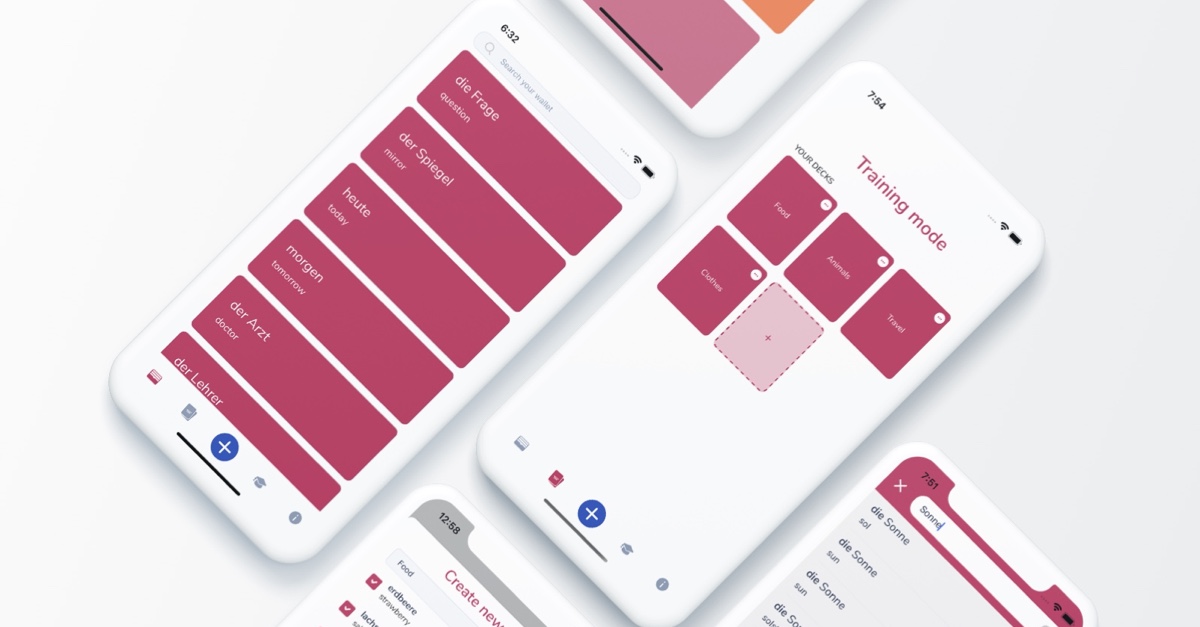 6:32
Search your wallet
die Frage
question
der Spiegel
mirror
heute
today
morgen
tomorrow
der Arzt
doctor
der Lehrer
7:54
Training mode
YOUR DECKS
Food
Animals
Travel
Clothes
12:58
Create new
Food
erdbeere
strawberry
lachs
7:51
Sonne
die Sonne
sol
die Sonne
sun
die Sonne
sun
die Sonne